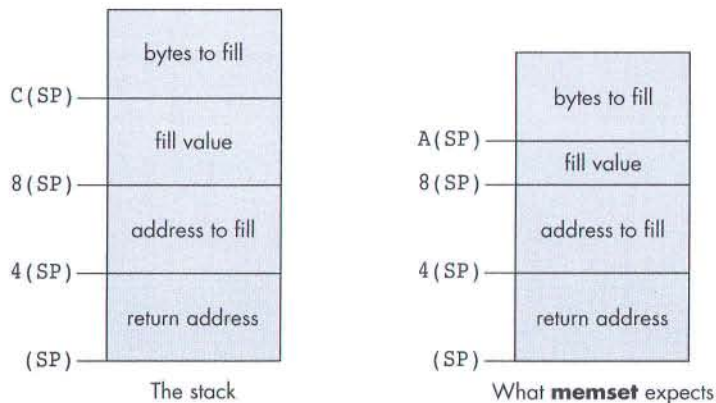 bytes to fill
C(SP)
fill value
8(SP)
address to fill
4(SP)
return address
(SP)
The stack
bytes to fill
A(SP)
fill value
8(SP)
address to fill
4(SP)
return address
(SP)
What memset expects